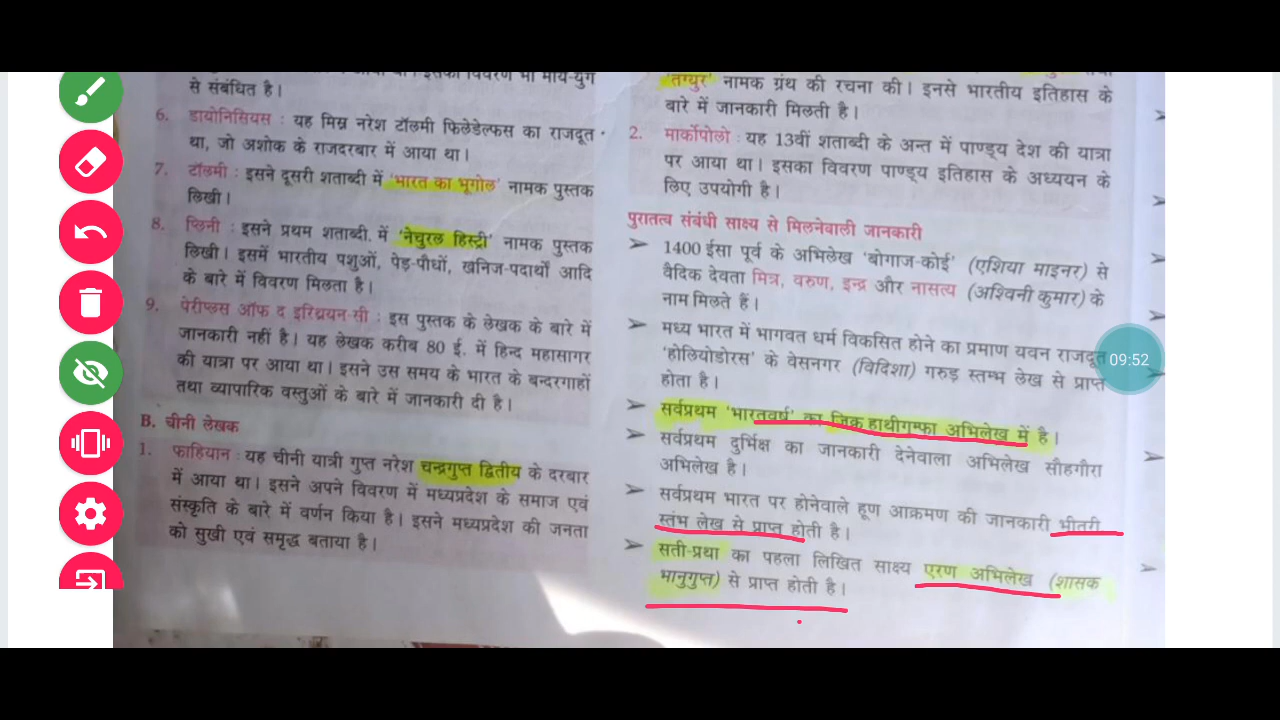 से संबंधित है।
6. डायोनिसियस : यह मिस्र नरेश टॉलमी फिलेडेल्फस का राजदूत
था, जो अशोक के राजदरबार में आया था।
7. टॉलमी : इसने दूसरी शताब्दी में 'भारत का भूगोल' नामक पुस्तक
लिखी।
8. प्लिनी : इसने प्रथम शताब्दी. में 'नेचुरल हिस्ट्री' नामक पुस्तक
लिखी। इसमें भारतीय पशुओं, पेड़-पौधों, खनिज-पदार्थों आदि
के बारे में विवरण मिलता है।
9. पेरीप्लस ऑफ द इरिथ्रयन-सी : इस पुस्तक के लेखक के बारे में
जानकारी नहीं है। यह लेखक करीब 80 ई. में हिन्द महासागर
की यात्रा पर आया था। इसने उस समय के भारत के बन्दरगाहों
तथा व्यापारिक वस्तुओं के बारे में जानकारी दी है।
B. चीनी लेखक
1. फाहियान : यह चीनी यात्री गुप्त नरेश चन्द्रगुप्त द्वितीय के दरबार
में आया था। इसने अपने विवरण में मध्यप्रदेश के समाज एवं
संस्कृति के बारे में वर्णन किया है। इसने मध्यप्रदेश की जनता
को सुखी एवं समृद्ध बताया है।
'तंग्युर' नामक ग्रंथ की रचना की। इनसे भारतीय इतिहास के
बारे में जानकारी मिलती है।
2. मार्कोपोलो : यह 13वीं शताब्दी के अन्त में पाण्ड्य देश की यात्रा
पर आया था। इसका विवरण पाण्ड्य इतिहास के अध्ययन के
लिए उपयोगी है।
पुरातत्व संबंधी साक्ष्य से मिलनेवाली जानकारी
➢ 1400 ईसा पूर्व के अभिलेख 'बोगाज-कोई' (एशिया माइनर) से
वैदिक देवता मित्र, वरुण, इन्द्र और नासत्य (अश्विनी कुमार) के
नाम मिलते हैं।
➢ मध्य भारत में भागवत धर्म विकसित होने का प्रमाण यवन राजदूत
'होलियोडोरस' के वेसनगर (विदिशा) गरुड़ स्तम्भ लेख से प्राप्त
होता है।
➢ सर्वप्रथम 'भारतवर्ष' का जिक्र हाथीगुम्फा अभिलेख में है।
➢ सर्वप्रथम दुर्भिक्ष का जानकारी देनेवाला अभिलेख सौहगौरा
अभिलेख है।
➢ सर्वप्रथम भारत पर होनेवाले हूण आक्रमण की जानकारी भीतरी
स्तंभ लेख से प्राप्त होती है।
➢ सती-प्रथा का पहला लिखित साक्ष्य एरण अभिलेख (शासक
भानुगुप्त) से प्राप्त होती है।
09:52